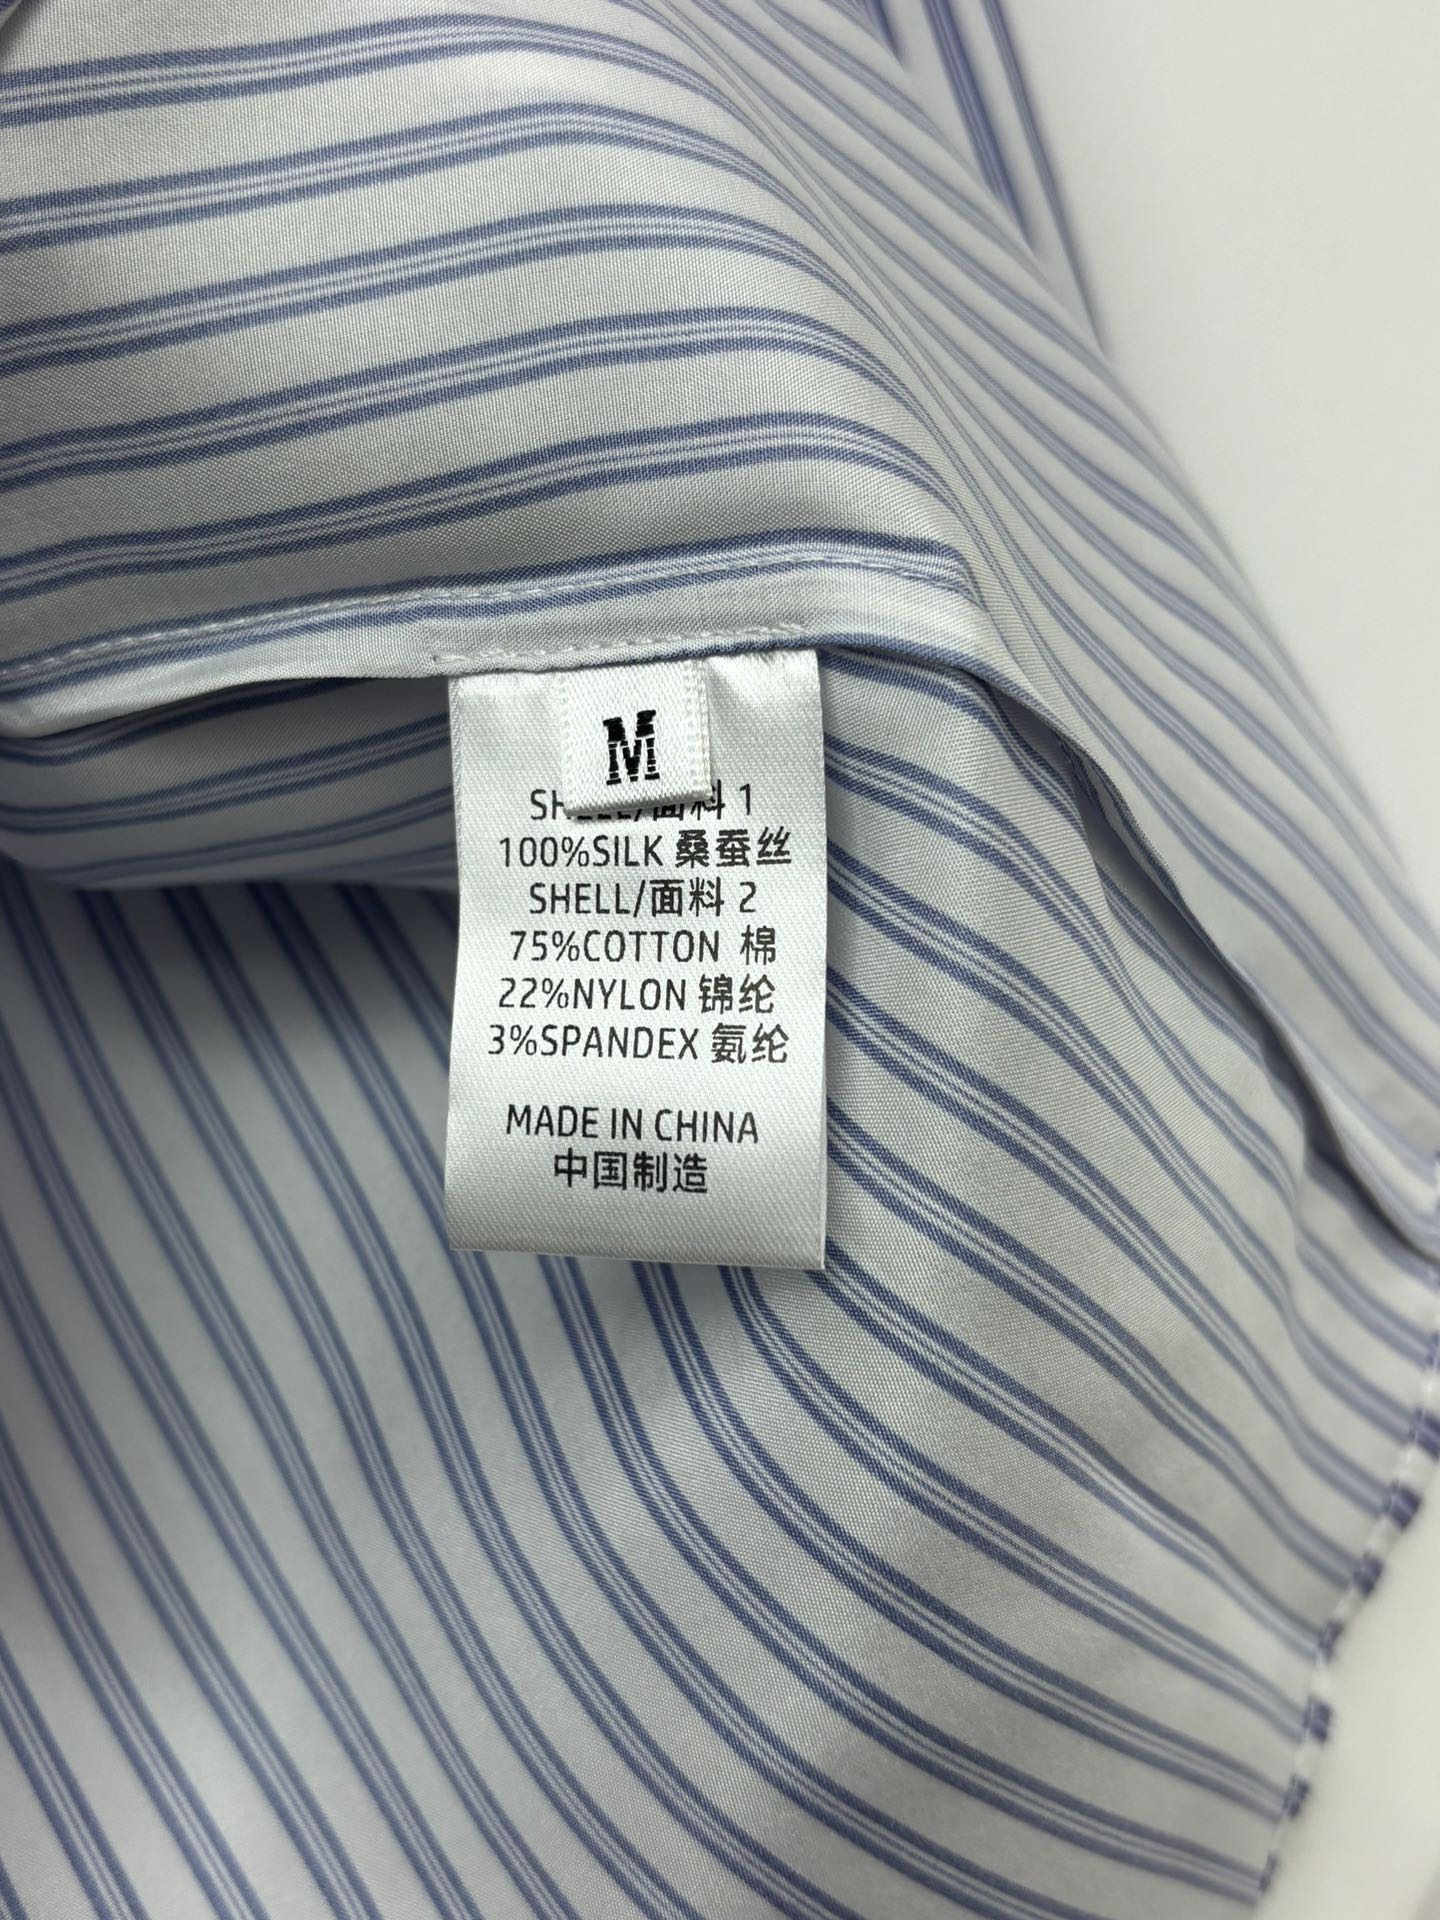 M
SHELL/面料 1
100%SILK 桑蚕丝
SHELL/面料 2
75%COTTON 棉
22%NYLON 锦纶
3%SPANDEX 氨纶
MADE IN CHINA
中国制造